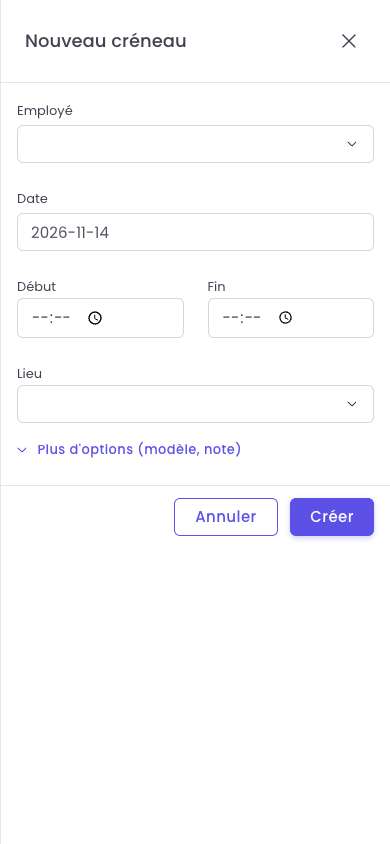 Nouveau créneau
Employé
Date
2026-11-14
Début Fin
--:-- --:--
Lieu
Plus d'options (modèle, note)
Annuler Créer